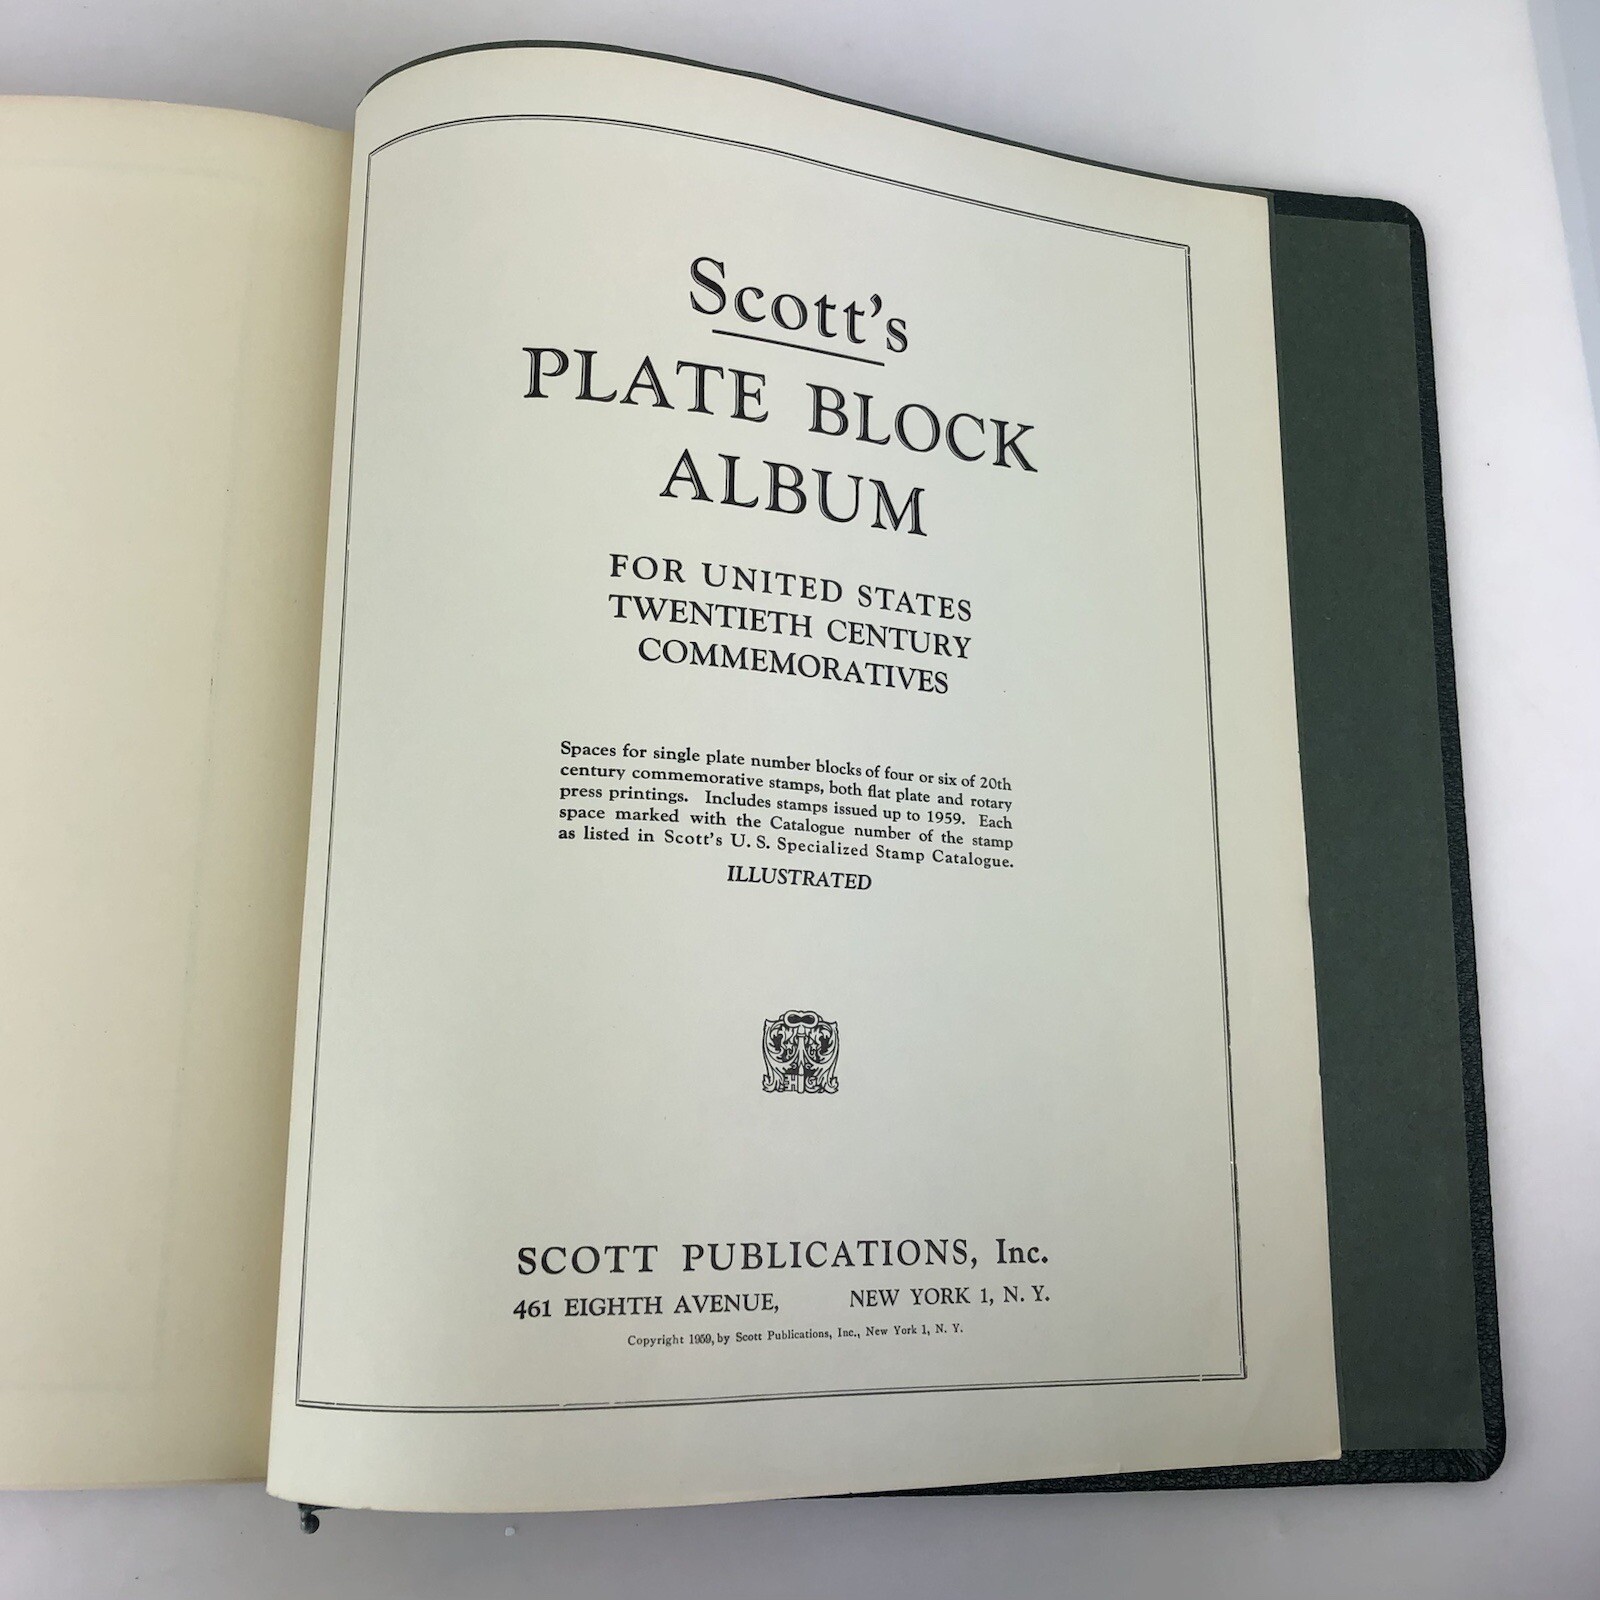 Scott's
PLATE BLOCK
ALBUM
FOR UNITED STATES
TWENTIETH CENTURY
COMMEMORATIVES
Spaces for single plate number blocks of four or six of 20th
century commemorative stamps, both flat plate and rotary
press printings. Includes stamps issued up to 1959. Each
space marked with the Catalogue number of the stamp
as listed in Scott's U. S. Specialized Stamp Catalogue.
ILLUSTRATED
SCOTT PUBLICATIONS, Inc.
461 EIGHTH AVENUE, NEW YORK 1, N. Y.
Copyright 1959, by Scott Publications, Inc., New York 1, N. Y.